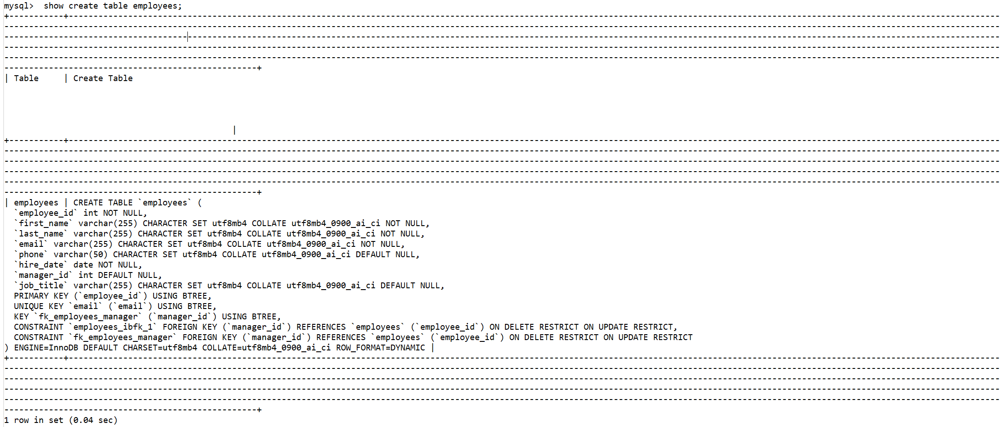 mysql>  show create table employees;
| Table     | Create Table
|
| employees | CREATE TABLE `employees` (
  `employee_id` int NOT NULL,
  `first_name` varchar(255) CHARACTER SET utf8mb4 COLLATE utf8mb4_0900_ai_ci NOT NULL,
  `last_name` varchar(255) CHARACTER SET utf8mb4 COLLATE utf8mb4_0900_ai_ci NOT NULL,
  `email` varchar(255) CHARACTER SET utf8mb4 COLLATE utf8mb4_0900_ai_ci NOT NULL,
  `phone` varchar(50) CHARACTER SET utf8mb4 COLLATE utf8mb4_0900_ai_ci DEFAULT NULL,
  `hire_date` date NOT NULL,
  `manager_id` int DEFAULT NULL,
  `job_title` varchar(255) CHARACTER SET utf8mb4 COLLATE utf8mb4_0900_ai_ci DEFAULT NULL,
  PRIMARY KEY (`employee_id`) USING BTREE,
  UNIQUE KEY `email` (`email`) USING BTREE,
  KEY `fk_employees_manager` (`manager_id`) USING BTREE,
  CONSTRAINT `employees_ibfk_1` FOREIGN KEY (`manager_id`) REFERENCES `employees` (`employee_id`) ON DELETE RESTRICT ON UPDATE RESTRICT,
  CONSTRAINT `fk_employees_manager` FOREIGN KEY (`manager_id`) REFERENCES `employees` (`employee_id`) ON DELETE RESTRICT ON UPDATE RESTRICT
) ENGINE=InnoDB DEFAULT CHARSET=utf8mb4 COLLATE=utf8mb4_0900_ai_ci ROW_FORMAT=DYNAMIC |
1 row in set (0.04 sec)